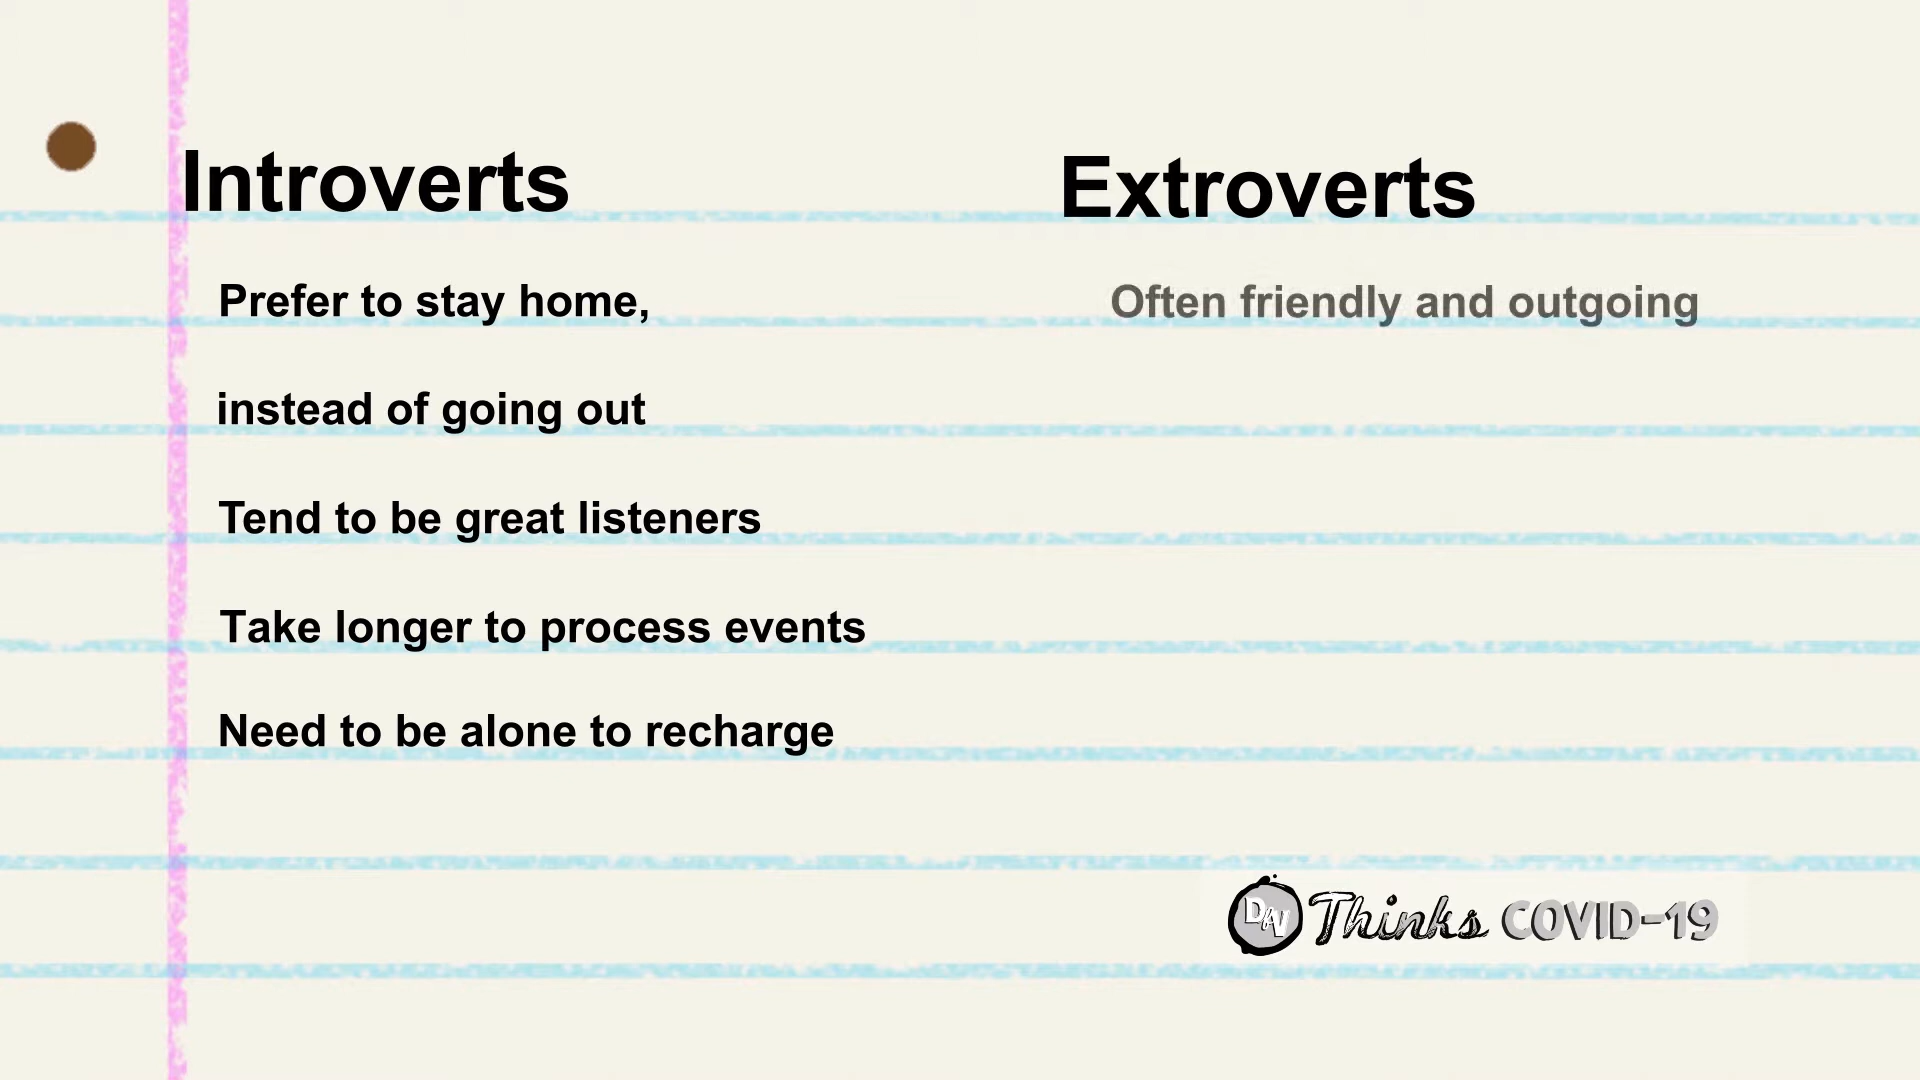 Introverts
Prefer to stay home,
instead of going out
Tend to be great listeners
Take longer to process events
Need to be alone to recharge
Extroverts
Often friendly and outgoing
Thinks COVID-19